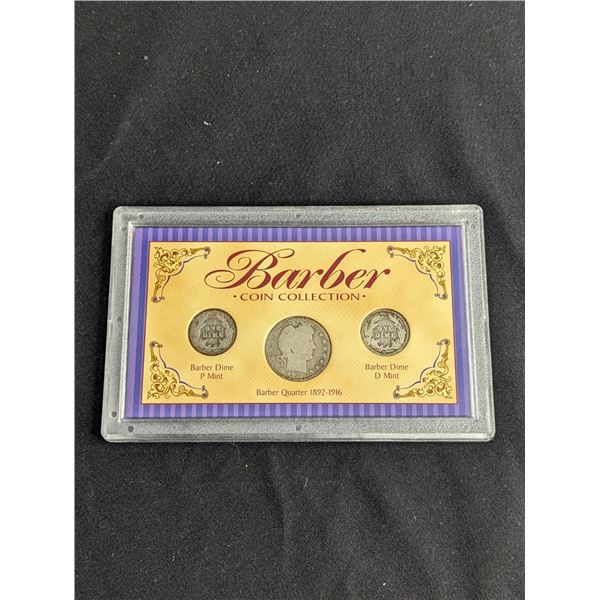 Barber
• COIN COLLECTION •
ONE
DIME
ONE
DIME
Barber Dime
P Mint
Barber Dime
D Mint
Barber Quarter 1892-1916